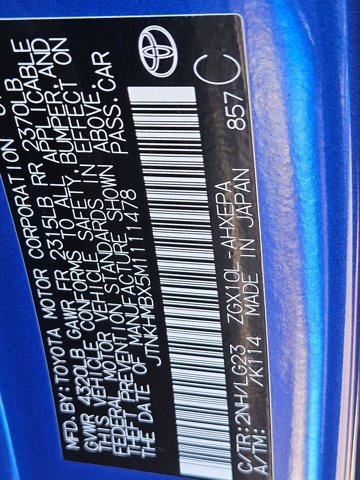 MFD.BY:TOYOTA MOTOR CORPORATION
GVWR 4520LB GAWR FR 2315LB RR 2370LB
THIS VEHICLE CONFORMS TO ALL APPLICABLE
FEDERAL MOTOR VEHICLE SAFETY, BUMPER, AND
THEFT PREVENTION STANDARDS IN EFFECT ON
THE DATE OF MANUFACTURE SHOWN ABOVE.
JTNKHMBX5M1111478 PASS.CAR
C/TR:2NH/LG23 ZGX10L-AHXEPA 857 C
A/TM: /K114 MADE IN JAPAN